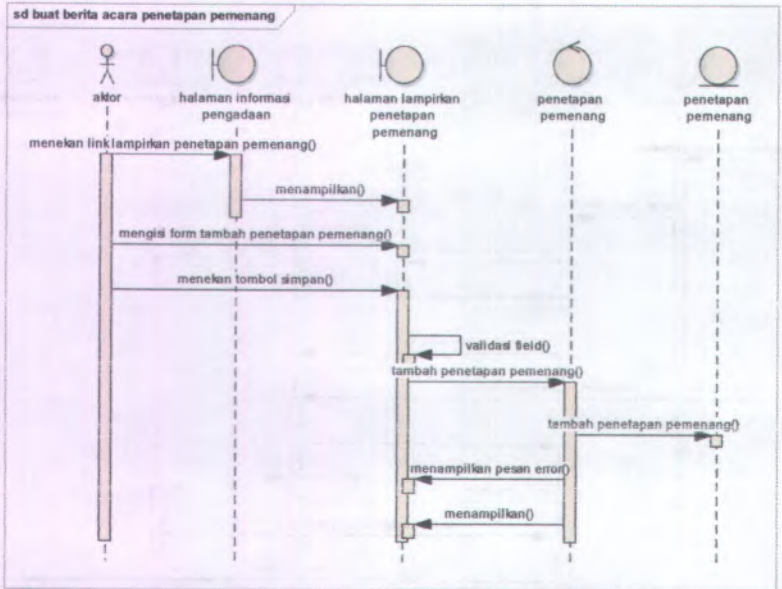 sd buat berita acara penetapan pemenang
aktor
halaman informasi
pengadaan
halaman lampirkan
penetapan
pemenang
penetapan
pemenang
penetapan
pemenang
menekan link lampirkan penetapan pemenang()
menampilkan()
mengisi form tambah penetapan pemenang()
menekan tombol simpan()
validasi field()
tambah penetapan pemenang()
tambah penetapan pemenang()
menampilkan pesan error()
menampilkan()